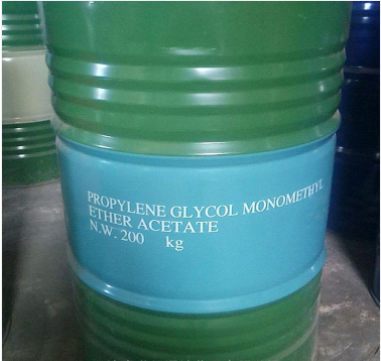 PROPYLENE GLYCOL MONOMETHYL
ETHER ACETATE
N.W. 200 kg